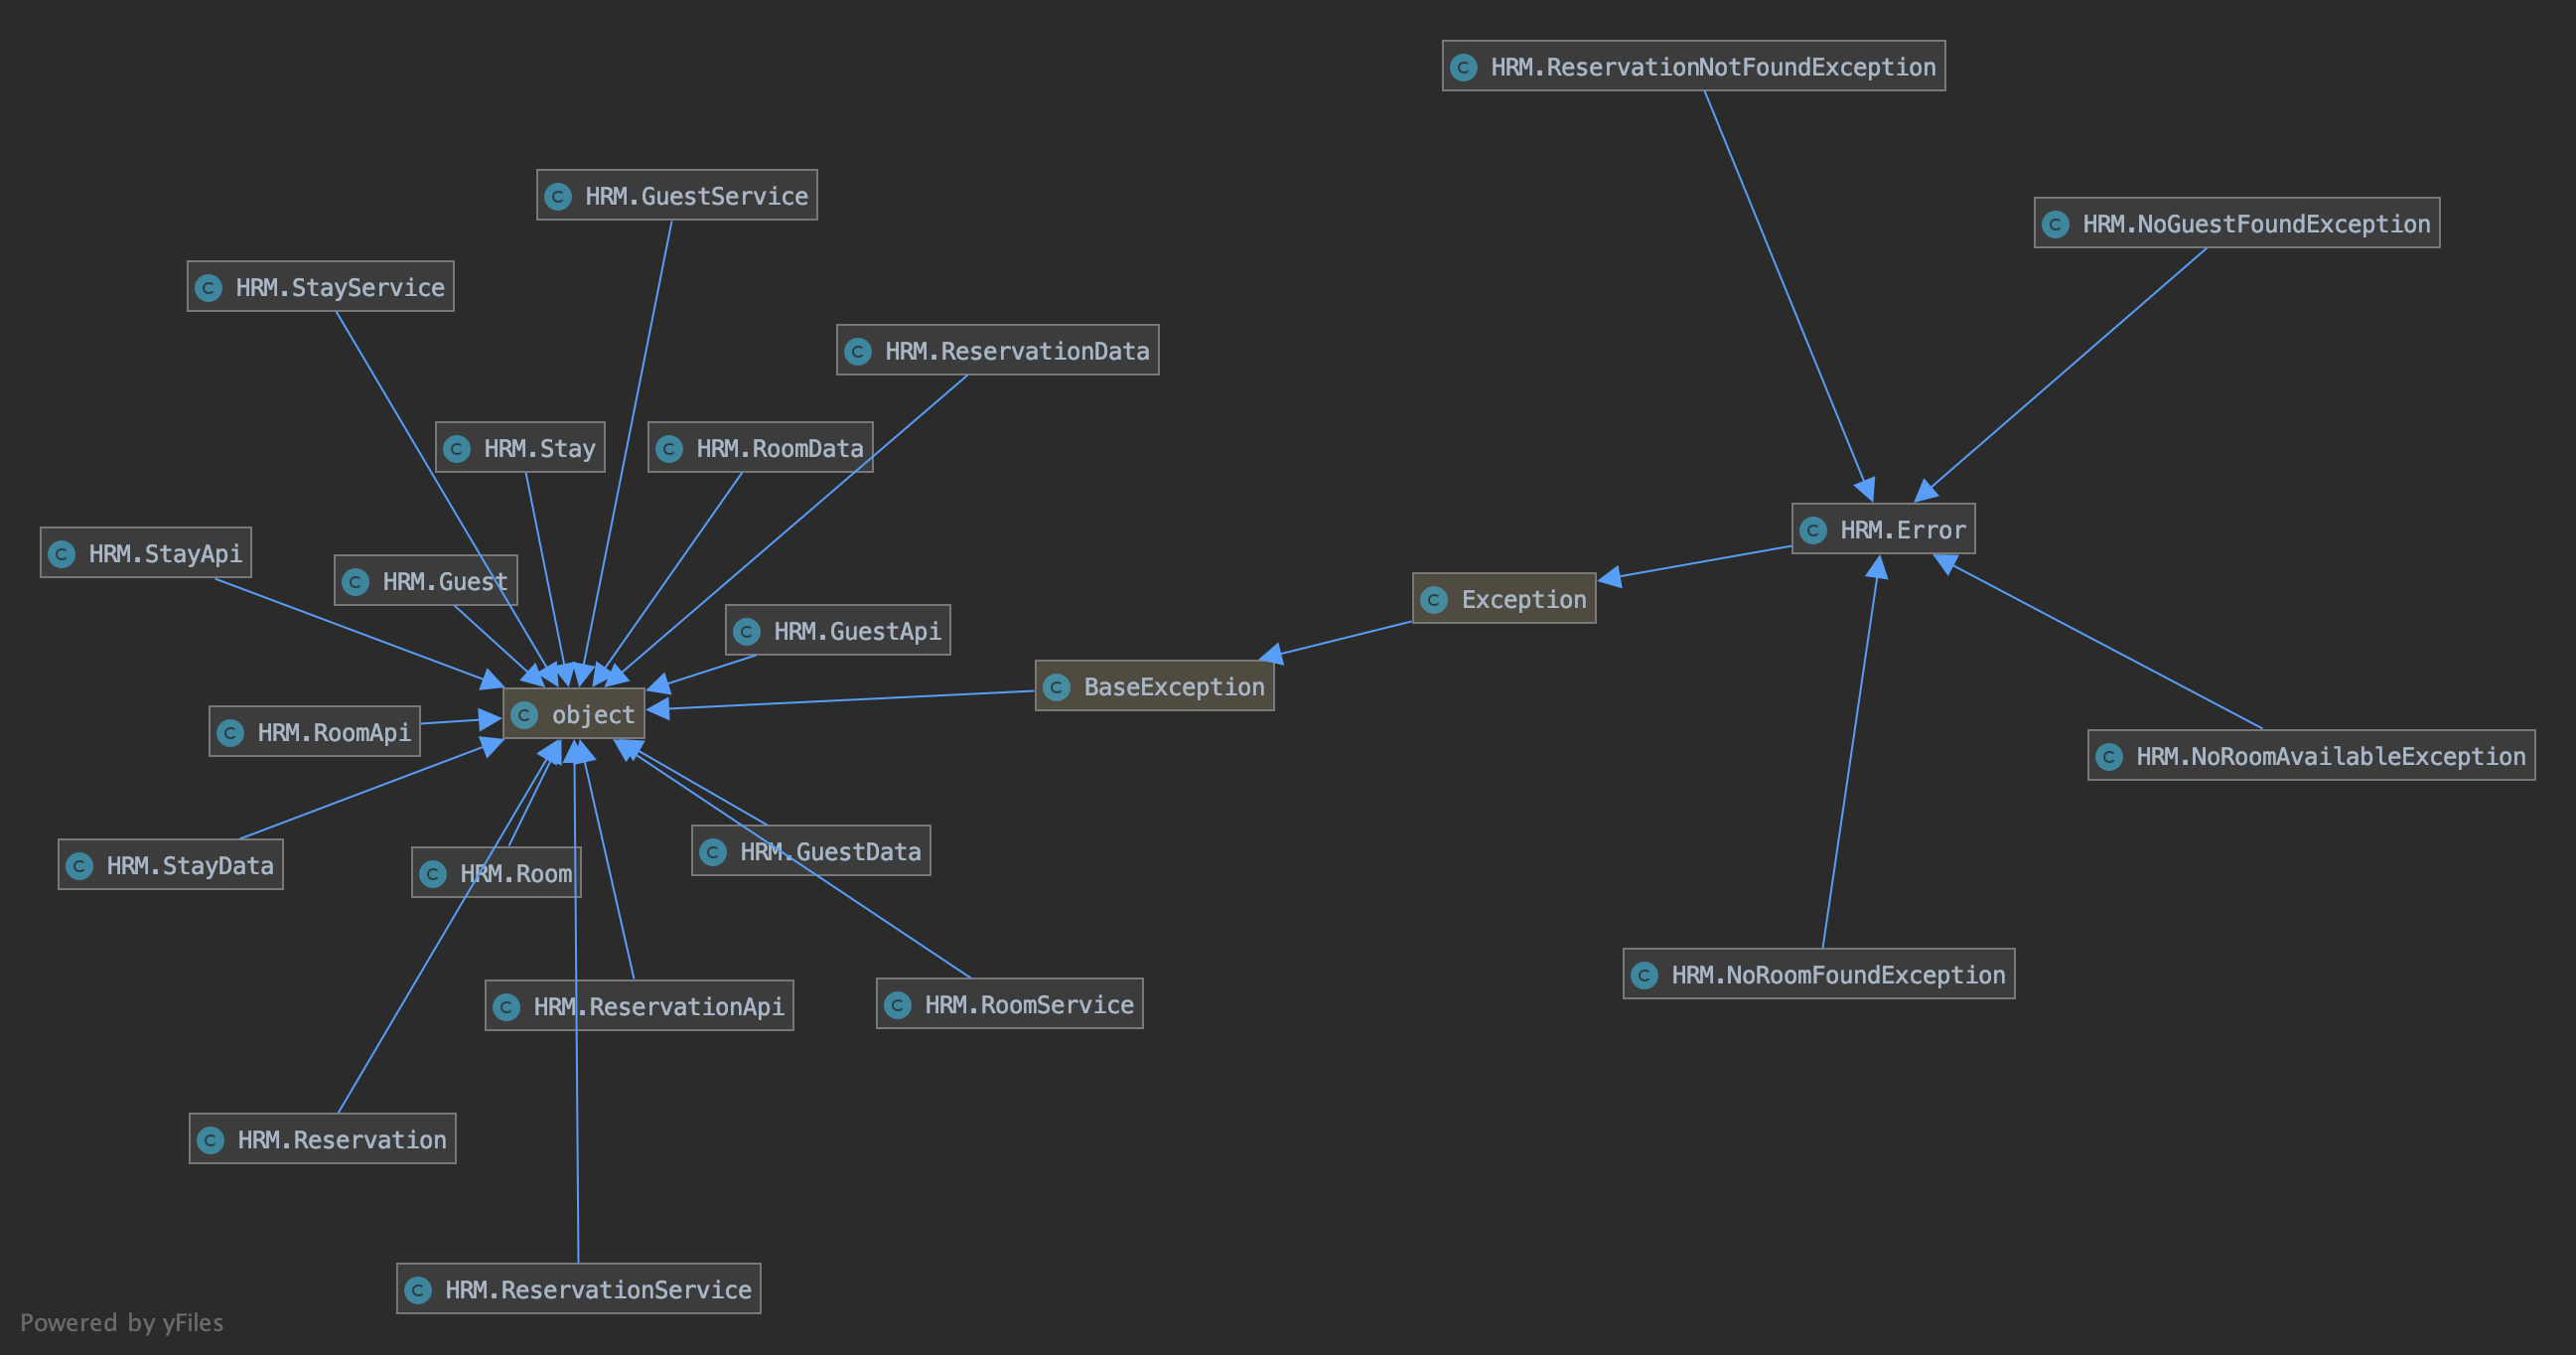 HRM.ReservationNotFoundException
HRM.GuestService
HRM.NoGuestFoundException
HRM.StayService
HRM.ReservationData
HRM.Stay
HRM.RoomData
HRM.Error
HRM.StayApi
HRM.Guest
Exception
HRM.GuestApi
BaseException
object
HRM.RoomApi
HRM.NoRoomAvailableException
HRM.GuestData
HRM.StayData
HRM.Room
HRM.NoRoomFoundException
HRM.ReservationApi
HRM.RoomService
HRM.Reservation
HRM.ReservationService
Powered by yFiles